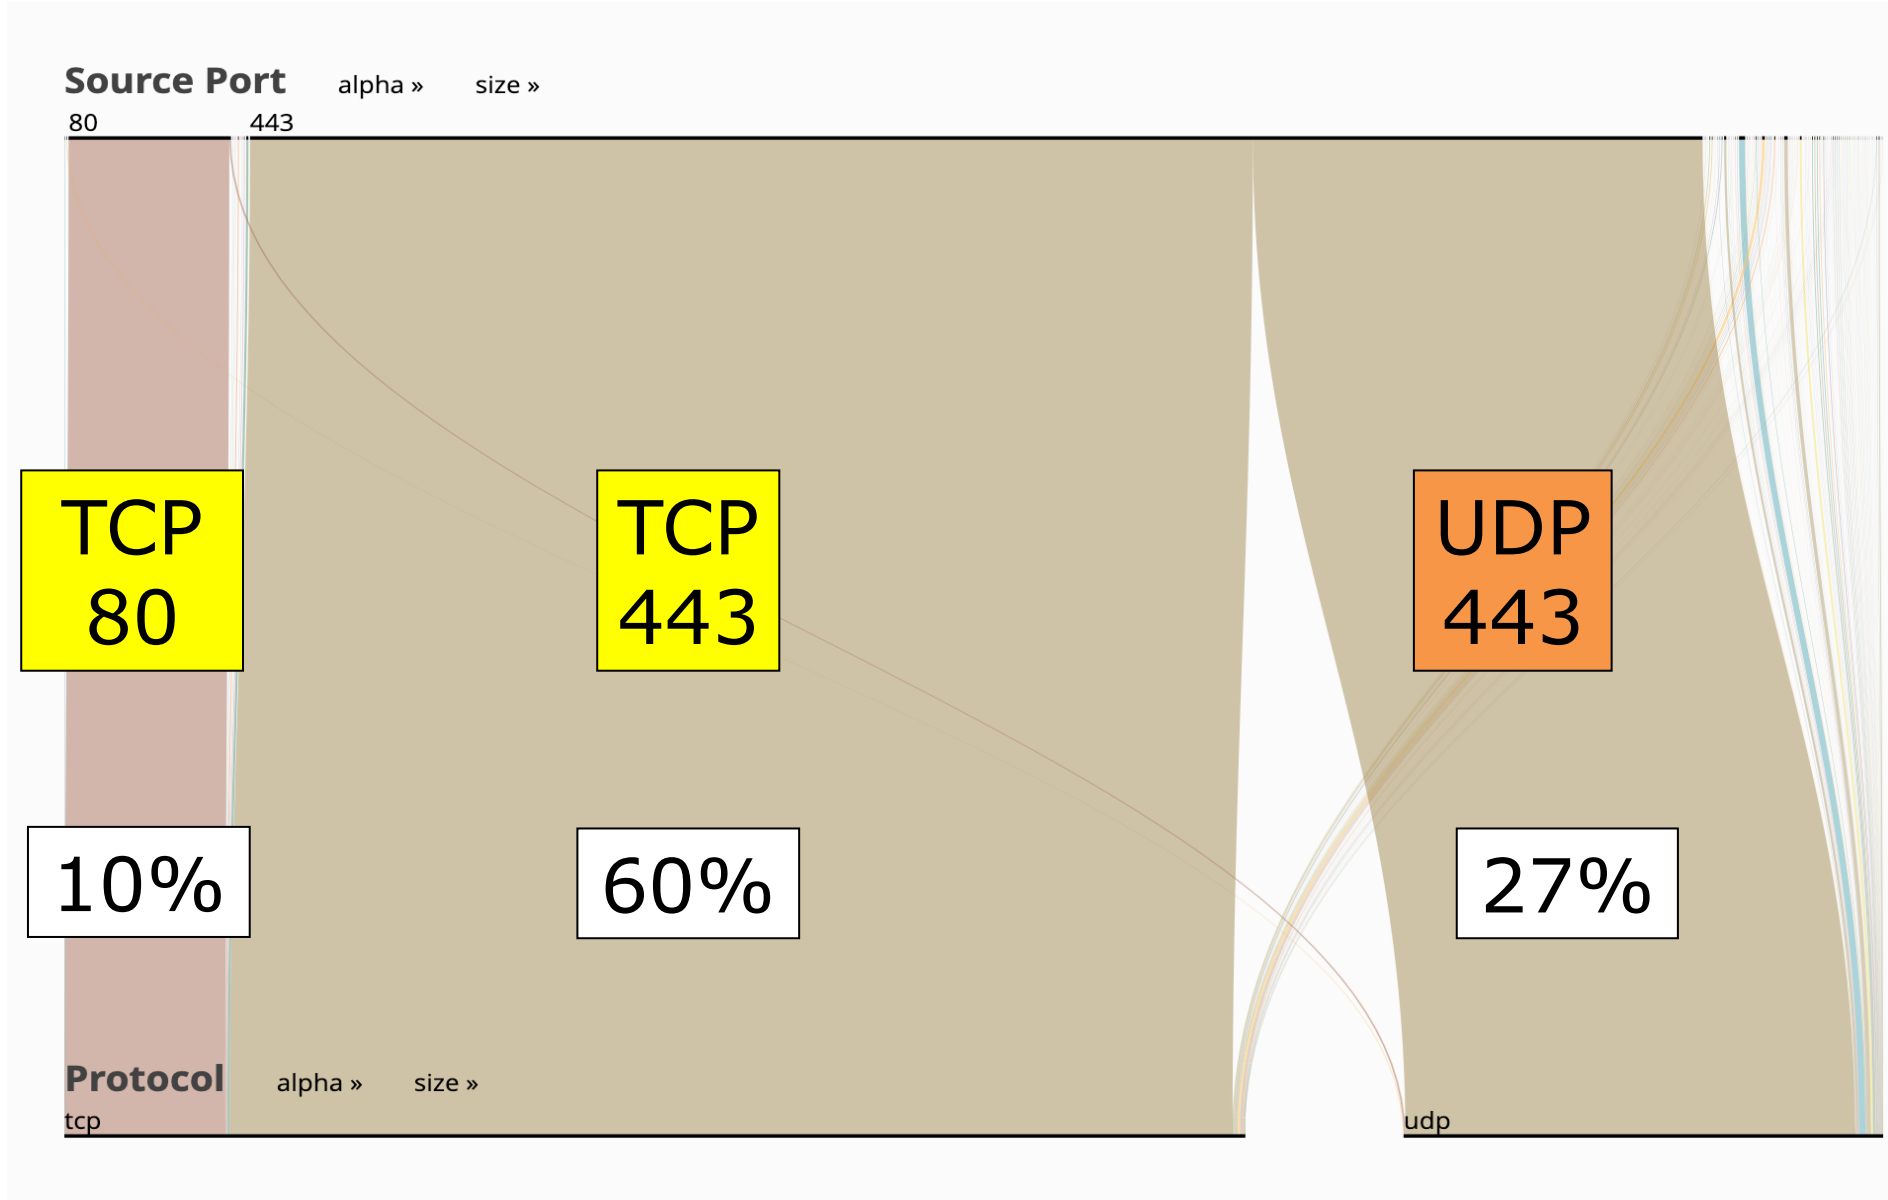 Source Port alpha » size »
80 443
TCP
80
TCP
443
UDP
443
10% 60% 27%
Protocol alpha » size »
tcp udp